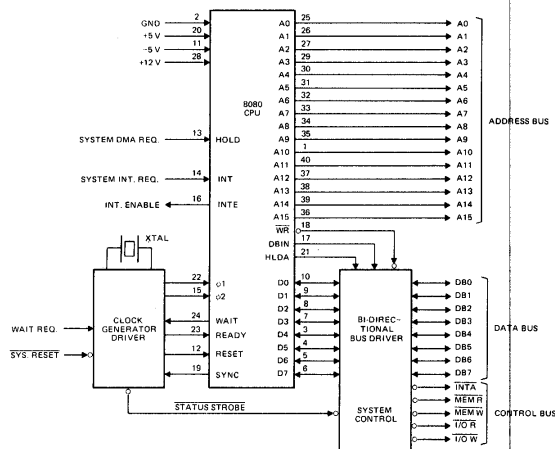 GND 2 A0 25 A0
+5 V 20 A1 26 A1
-5 V 11 A2 27 A2
+12 V 28 A3 29 A3
A4 30 A4
A5 31 A5
8080 CPU A6 32 A6
A7 33 A7
A8 34 A8
ADDRESS BUS
SYSTEM DMA REQ. 13 HOLD A9 35 A9
A10 1 A10
A11 40 A11
SYSTEM INT. REQ. 14 INT A12 37 A12
A13 38 A13
INT. ENABLE 16 INTE A14 39 A14
A15 36 A15
WR 18
DBIN 17
HLDA 21
XTAL
22 φ1 D0 10 DB0
15 φ2 D1 9 DB1
24 WAIT D2 8 DB2
23 READY D3 7 DB3
12 RESET D4 3 DB4
19 SYNC D5 4 DB5
D6 5 DB6
D7 6 DB7
CLOCK
GENERATOR
DRIVER
WAIT REQ.
SYS. RESET
BI-DIREC-
TIONAL
BUS DRIVER
DATA BUS
STATUS STROBE
SYSTEM
CONTROL
INTA
MEM R
MEM W
I/O R
I/O W
CONTROL BUS